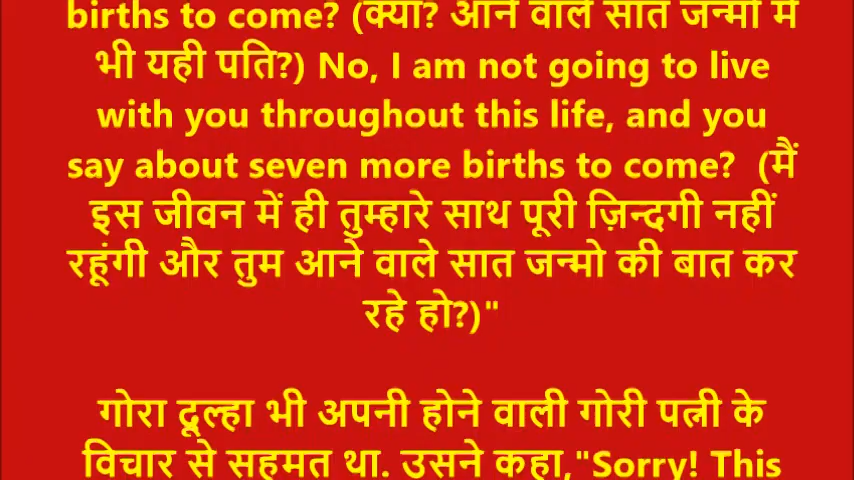 births to come? (क्या? आने वाले सात जन्मो में
भी यही पति?) No, I am not going to live
with you throughout this life, and you
say about seven more births to come?  (मैं
इस जीवन में ही तुम्हारे साथ पूरी ज़िन्दगी नहीं
रहूंगी और तुम आने वाले सात जन्मो की बात कर
रहे हो?)"
गोरा दूल्हा भी अपनी होने वाली गोरी पत्नी के
विचार से सहमत था. उसने कहा,"Sorry! This